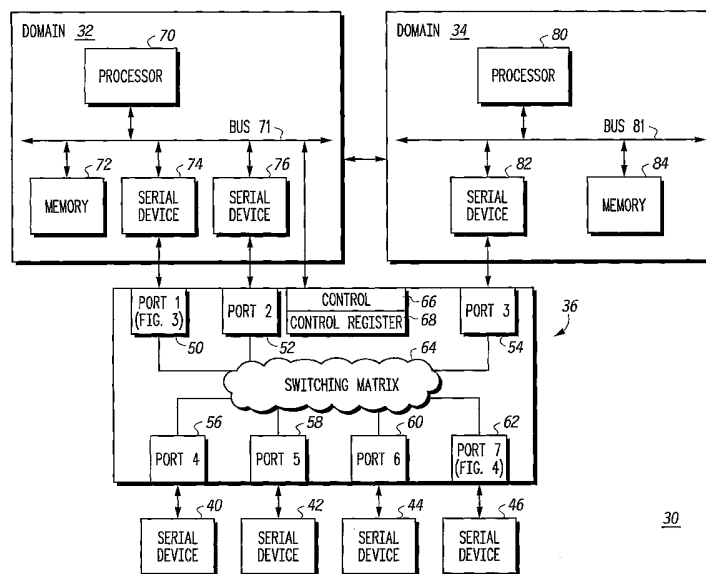 DOMAIN 32
70
PROCESSOR
BUS 71
72
MEMORY
74
SERIAL
DEVICE
76
SERIAL
DEVICE
DOMAIN 34
80
PROCESSOR
BUS 81
82
SERIAL
DEVICE
84
MEMORY
PORT 1
(FIG. 3)
50
PORT 2
52
CONTROL
66
CONTROL REGISTER
68
PORT 3
54
36
64
SWITCHING MATRIX
56
PORT 4
58
PORT 5
60
PORT 6
62
PORT 7
(FIG. 4)
40
SERIAL
DEVICE
42
SERIAL
DEVICE
44
SERIAL
DEVICE
46
SERIAL
DEVICE
30